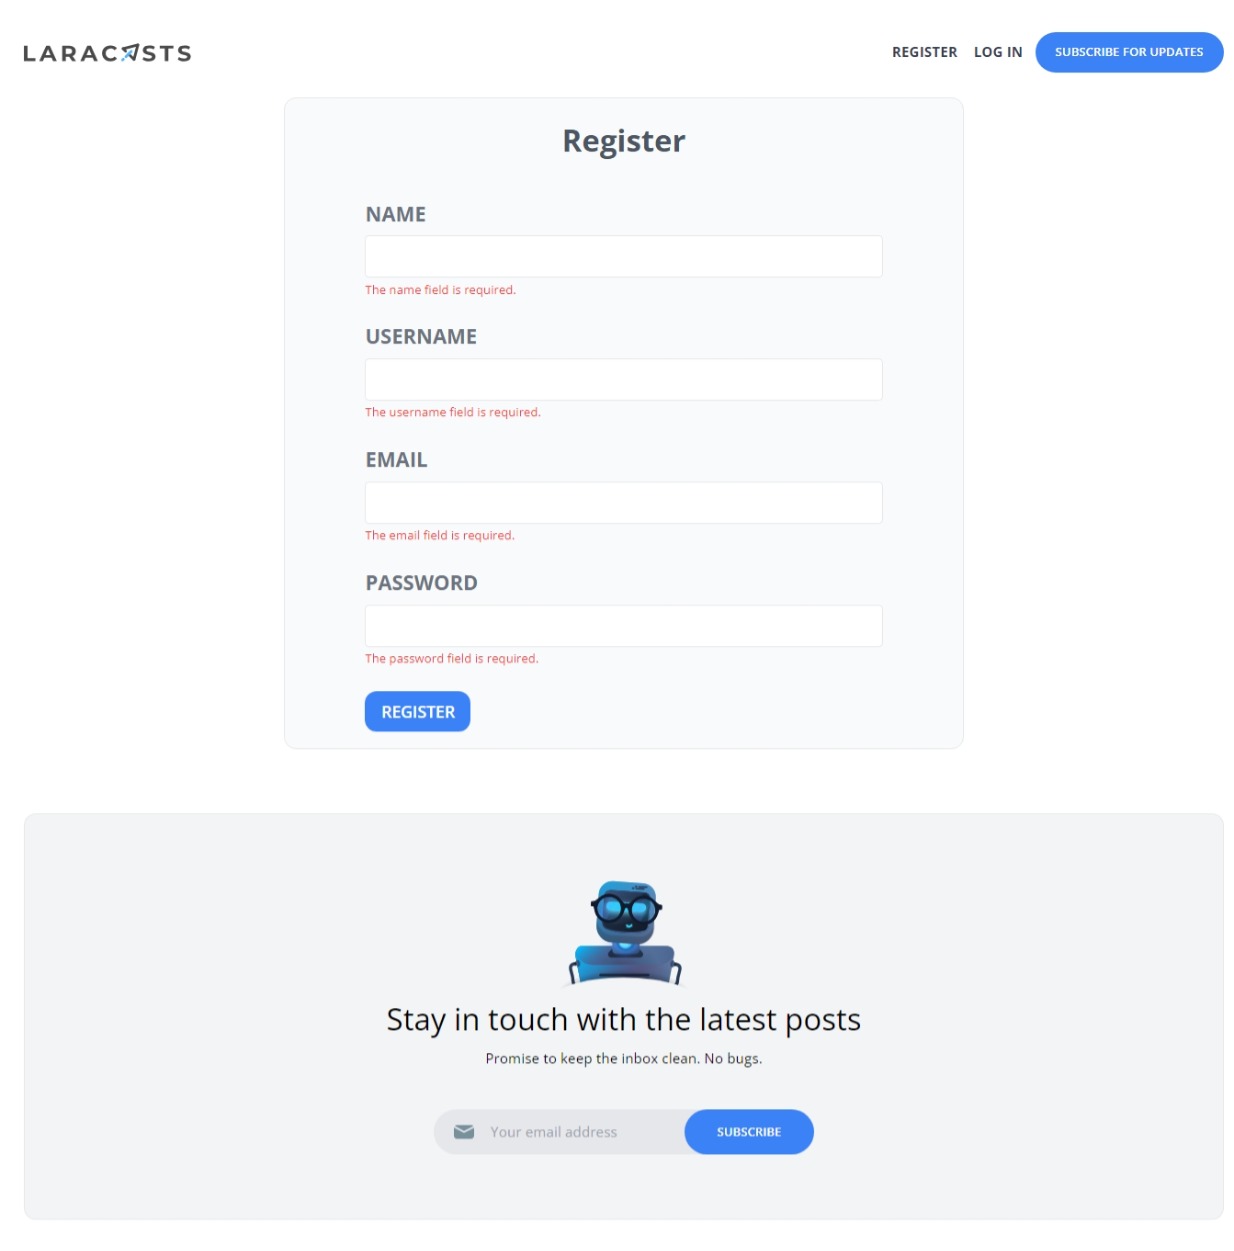 LARACASTS
REGISTER LOG IN SUBSCRIBE FOR UPDATES
Register
NAME
The name field is required.
USERNAME
The username field is required.
EMAIL
The email field is required.
PASSWORD
The password field is required.
REGISTER
Stay in touch with the latest posts
Promise to keep the inbox clean. No bugs.
Your email address SUBSCRIBE